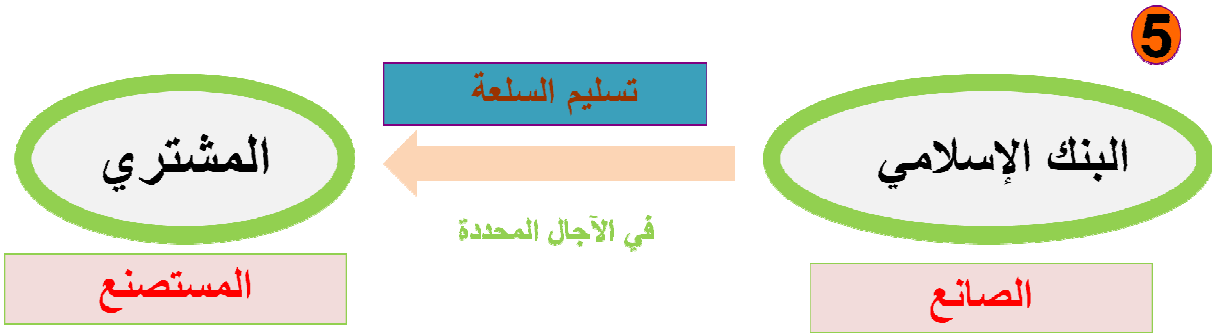 5
تسليم السلعة
البنك الإسلامي
المشتري
في الآجال المحددة
الصانع
المستصنع